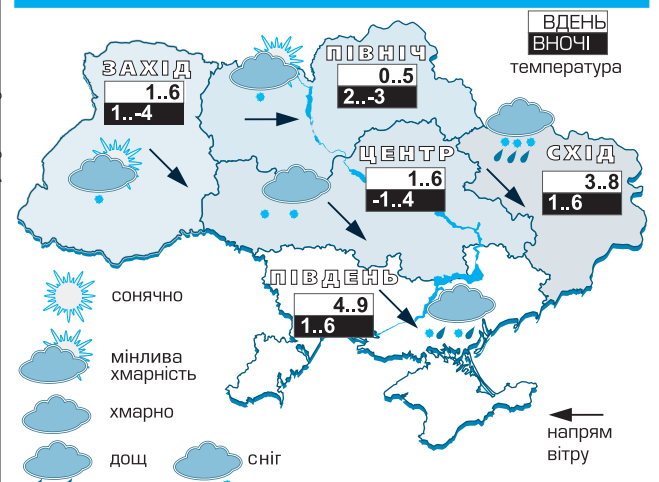 ВДЕНЬ
ВНОЧІ
температура
ЗАХІД
1..6
1..-4
ПІВНІЧ
0..5
2..-3
ЦЕНТР
1..6
-1..4
СХІД
3..8
1..6
ПІВДЕНЬ
4..9
1..6
сонячно
мінлива
хмарність
хмарно
дощ
сніг
напрям
вітру